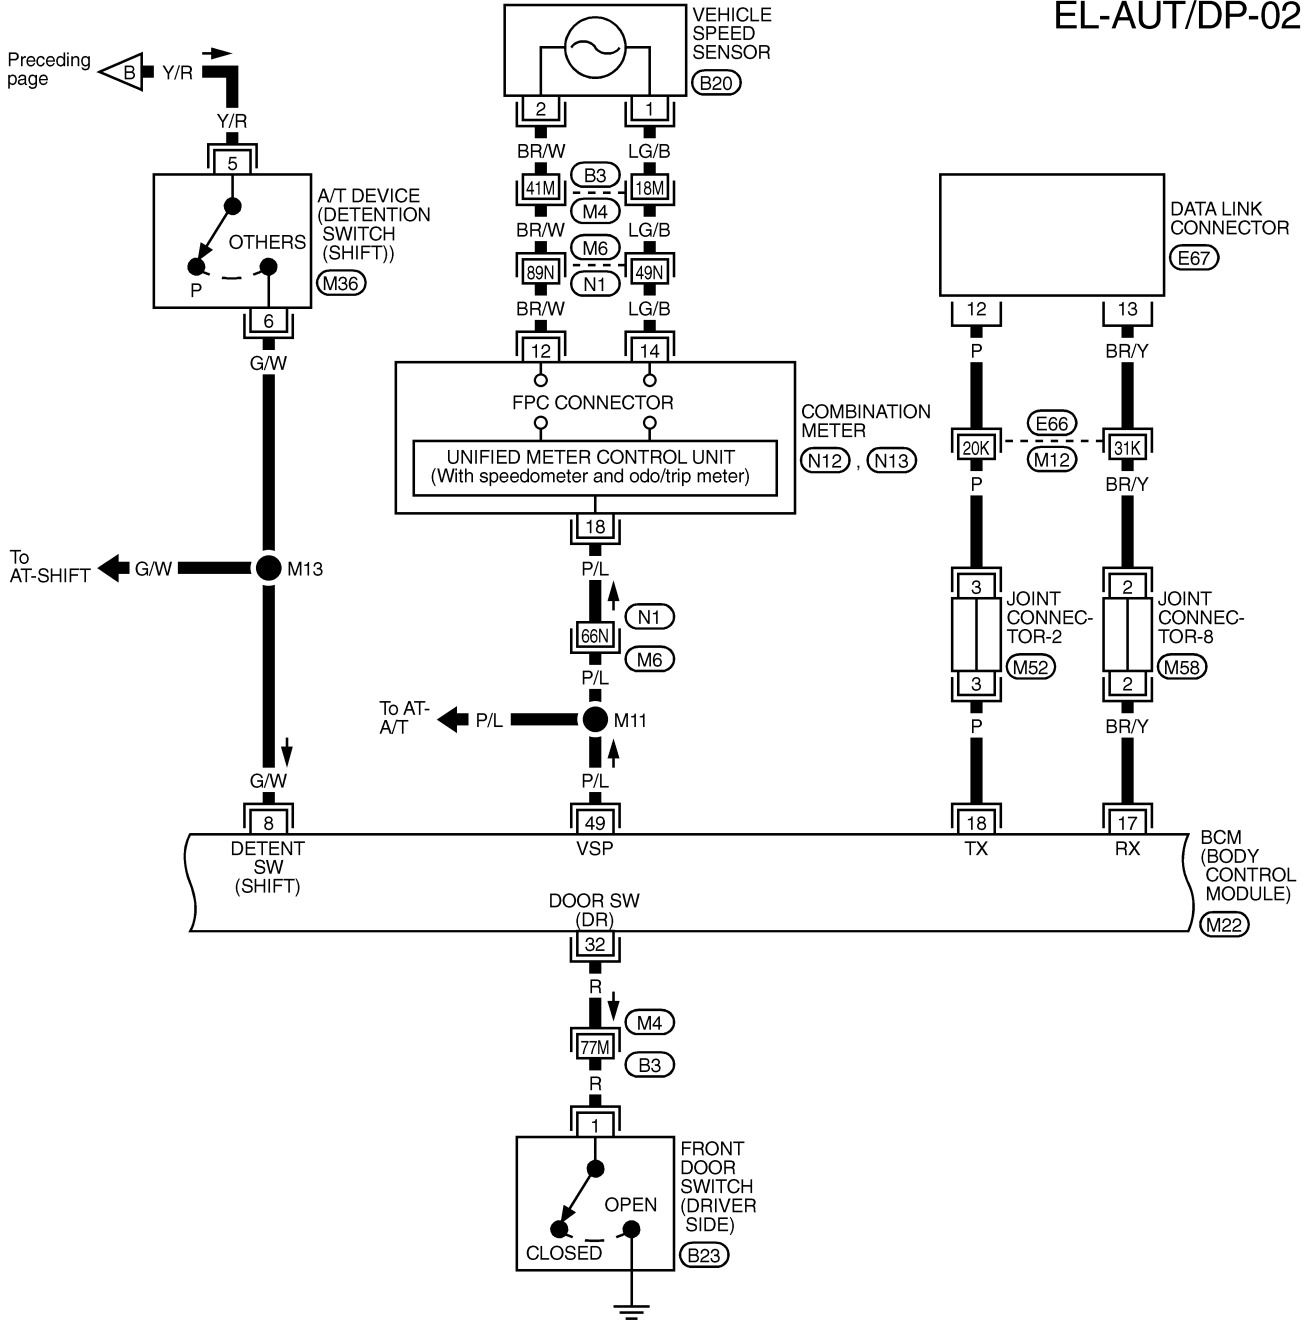 EL-AUT/DP-02
Preceding
page
B
Y/R
Y/R
5
A/T DEVICE
(DETENTION
SWITCH
(SHIFT))
M36
OTHERS
P
6
G/W
To
AT-SHIFT
G/W
M13
G/W
8
DETENT
SW
(SHIFT)
VEHICLE
SPEED
SENSOR
B20
2
1
BR/W
LG/B
41M
B3
18M
M4
BR/W
LG/B
M6
89N
49N
N1
BR/W
LG/B
12
14
FPC CONNECTOR
UNIFIED METER CONTROL UNIT
(With speedometer and odo/trip meter)
COMBINATION
METER
N12 , N13
18
P/L
N1
66N
M6
P/L
To AT-
A/T
P/L
M11
P/L
49
VSP
DATA LINK
CONNECTOR
E67
12
13
P
BR/Y
E66
20K
31K
M12
P
BR/Y
3
2
JOINT
CONNEC-
TOR-2
M52
JOINT
CONNEC-
TOR-8
M58
3
2
P
BR/Y
18
17
TX
RX
BCM
(BODY
CONTROL
MODULE)
M22
DOOR SW
(DR)
32
R
M4
77M
B3
R
1
FRONT
DOOR
SWITCH
(DRIVER
SIDE)
B23
OPEN
CLOSED